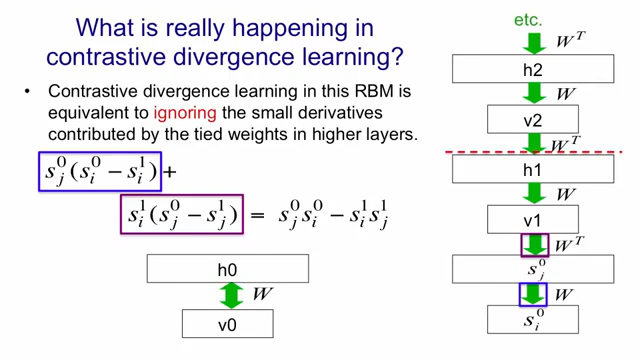 What is really happening in
contrastive divergence learning?
• Contrastive divergence learning in this RBM is
equivalent to ignoring the small derivatives
contributed by the tied weights in higher layers.
s_j^0 (s_i^0 − s_i^1) +
s_i^1 (s_j^0 − s_j^1) = s_j^0 s_i^0 − s_i^1 s_j^1
h0
W
v0
etc.
W^T
h2
W
v2
W^T
h1
W
v1
W^T
s_j^0
W
s_i^0